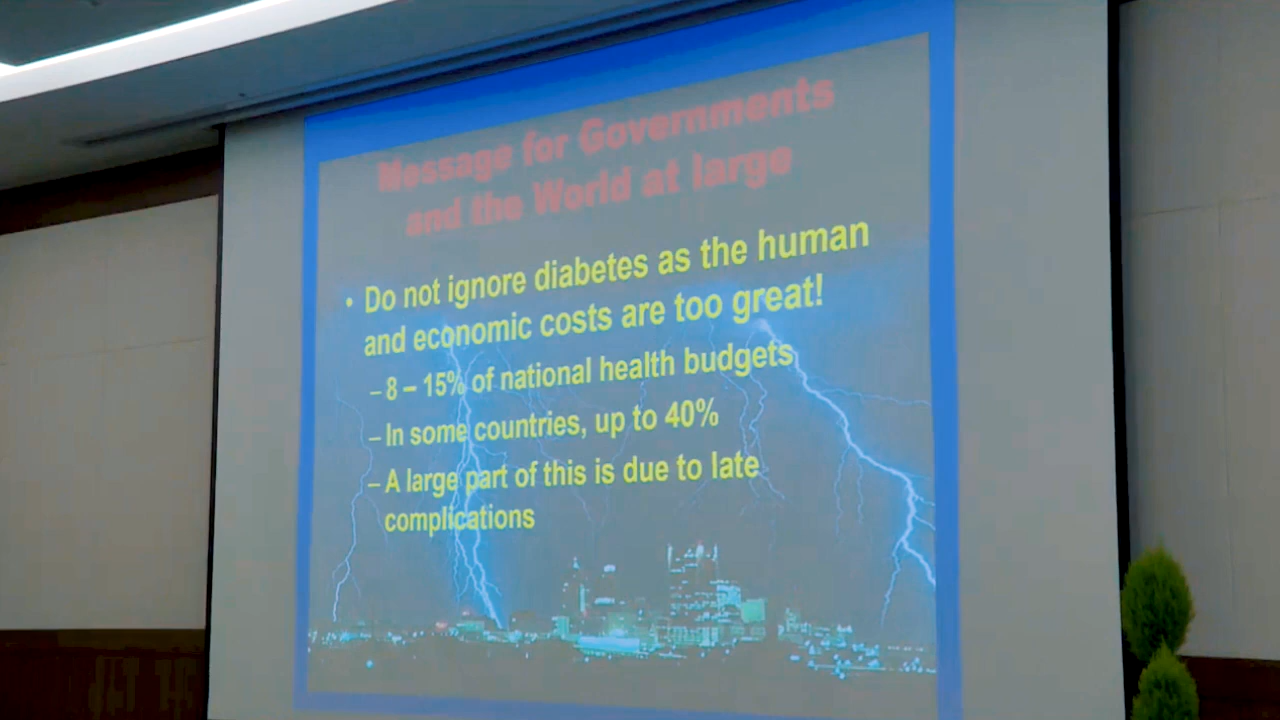 Message for Governments
and the World at large
• Do not ignore diabetes as the human
and economic costs are too great!
– 8 – 15% of national health budgets
– In some countries, up to 40%
– A large part of this is due to late
complications